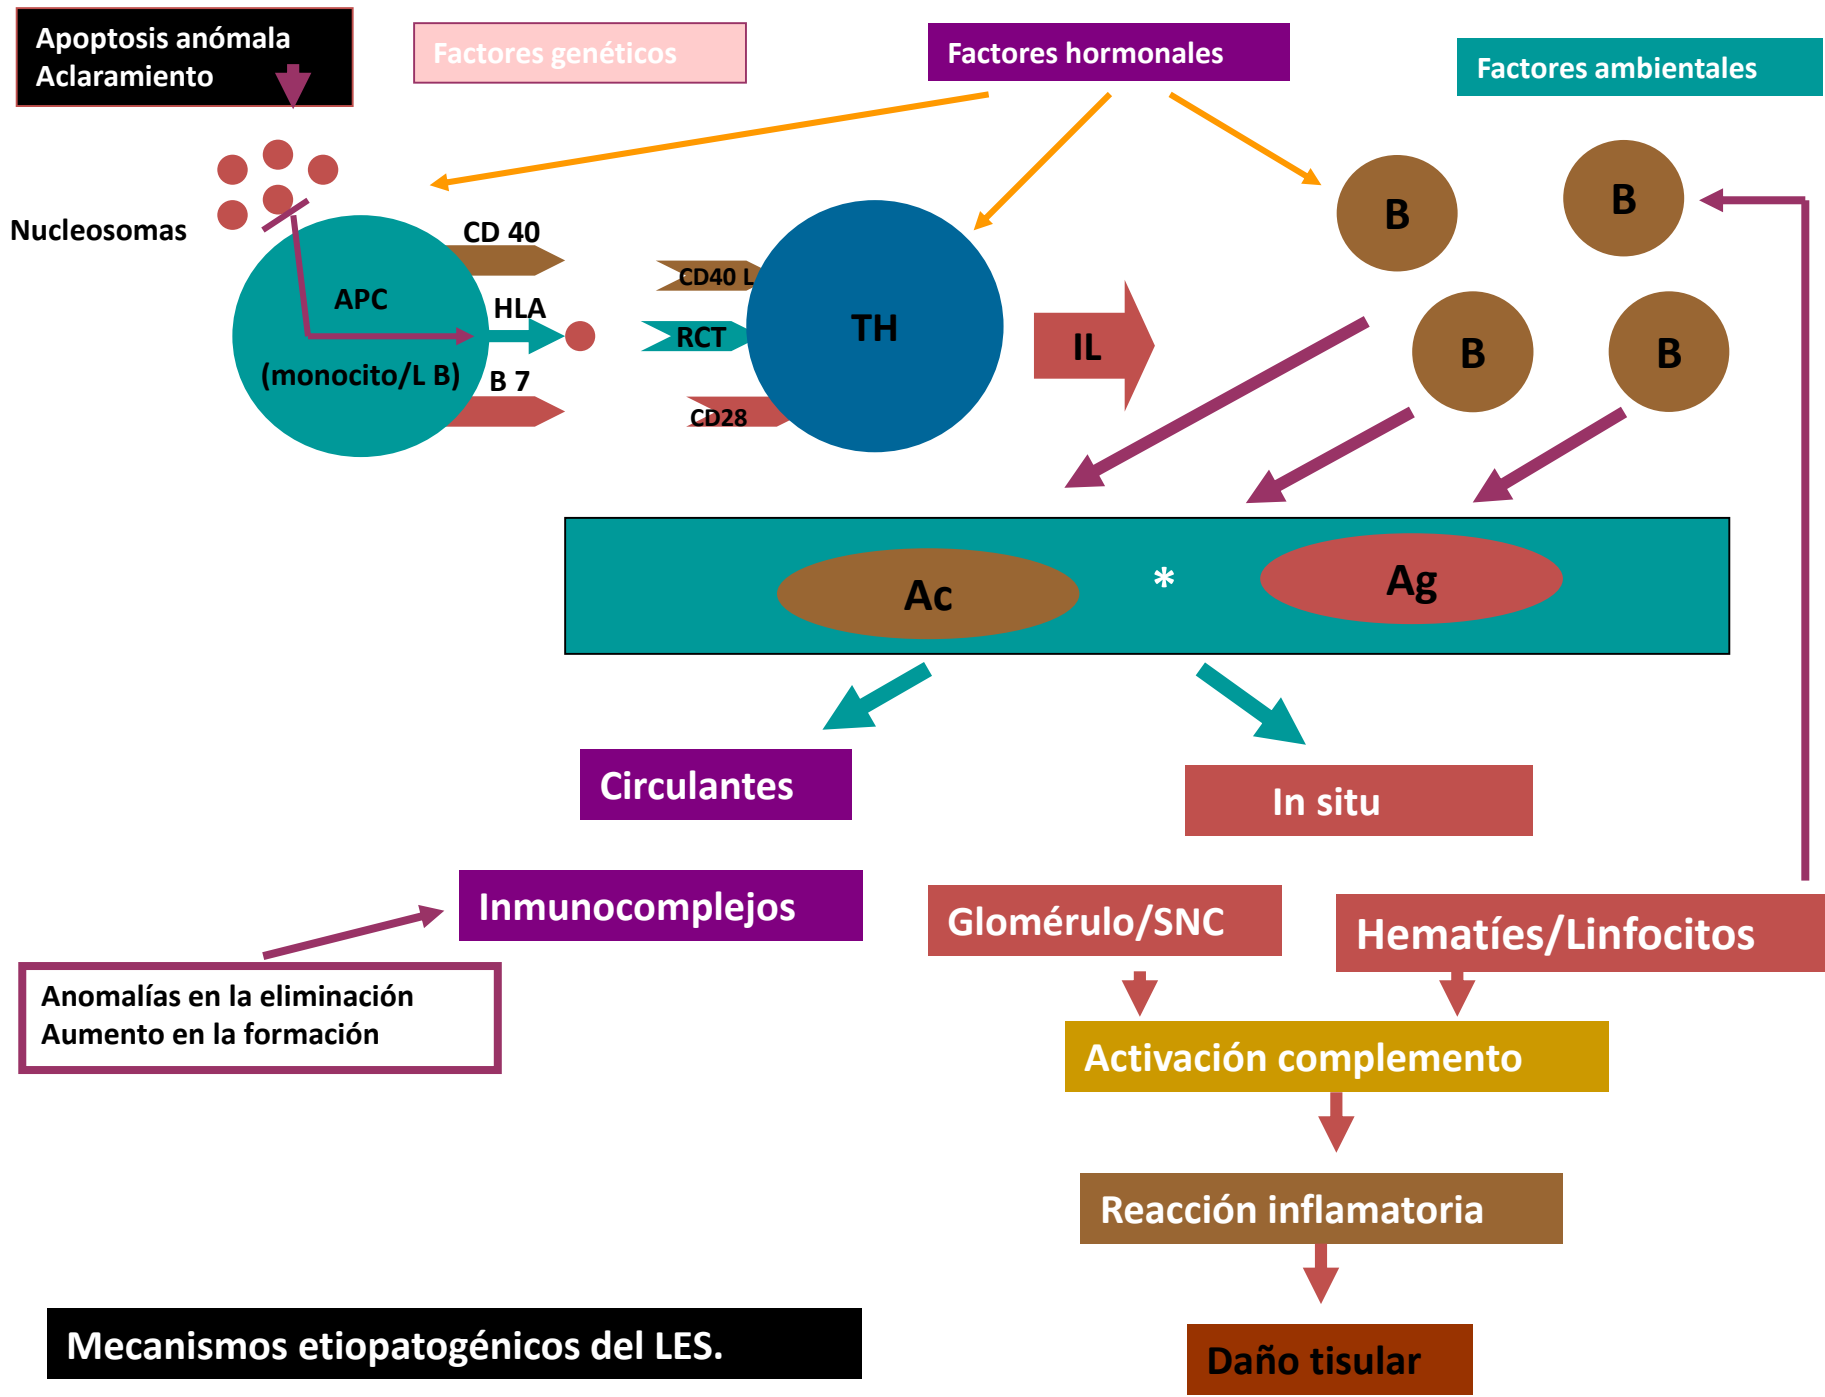 Apoptosis anómala
Aclaramiento
Factores genéticos
Factores hormonales
Factores ambientales
Nucleosomas
CD 40
APC
HLA
(monocito/L B)
B 7
CD40 L
RCT
CD28
TH
IL
B
B
B
B
Ac
*
Ag
Circulantes
In situ
Inmunocomplejos
Glomérulo/SNC
Hematíes/Linfocitos
Anomalías en la eliminación
Aumento en la formación
Activación complemento
Reacción inflamatoria
Mecanismos etiopatogénicos del LES.
Daño tisular